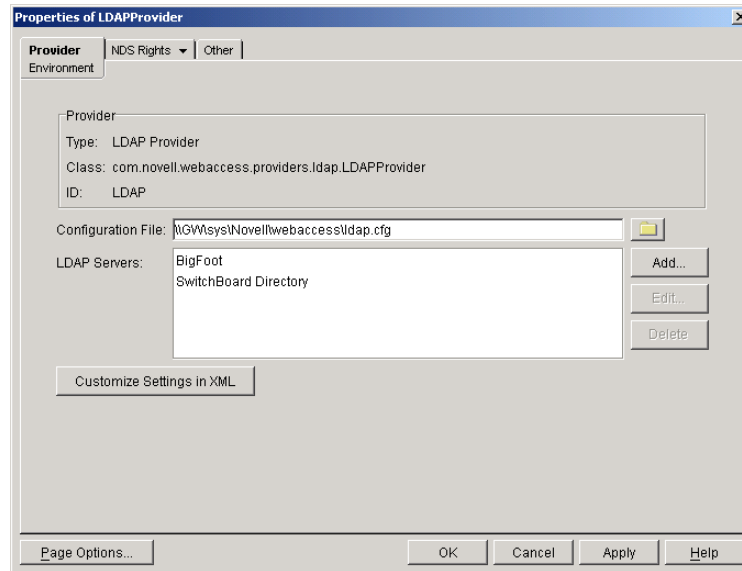 Properties of LDAPProvider
Provider
NDS Rights
Other
Environment
Provider
Type: LDAP Provider
Class: com.novell.webaccess.providers.ldap.LDAPProvider
ID: LDAP
Configuration File: \\GW\sys\Novell\webaccess\ldap.cfg
LDAP Servers:
BigFoot
SwitchBoard Directory
Add...
Edit...
Delete
Customize Settings in XML
Page Options...
OK
Cancel
Apply
Help